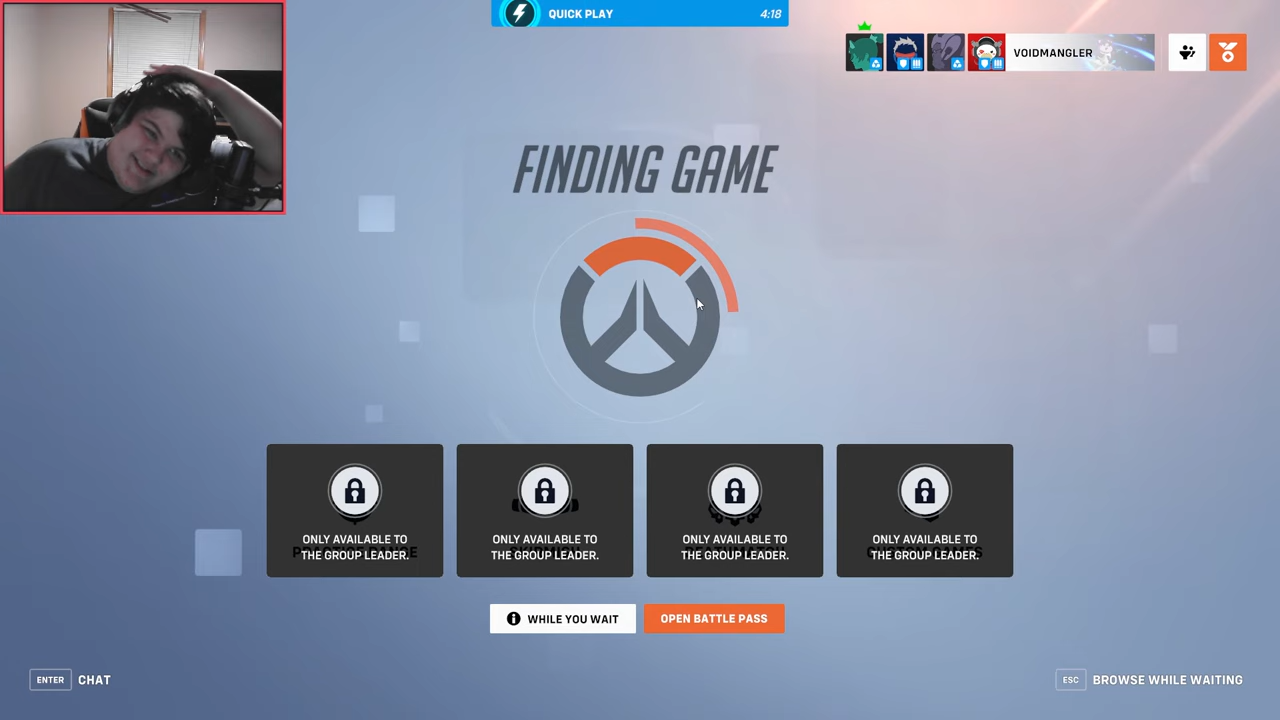 QUICK PLAY
4:18
VOIDMANGLER
FINDING GAME
ONLY AVAILABLE TO
THE GROUP LEADER.
ONLY AVAILABLE TO
THE GROUP LEADER.
ONLY AVAILABLE TO
THE GROUP LEADER.
ONLY AVAILABLE TO
THE GROUP LEADER.
WHILE YOU WAIT
OPEN BATTLE PASS
ENTER CHAT
ESC BROWSE WHILE WAITING